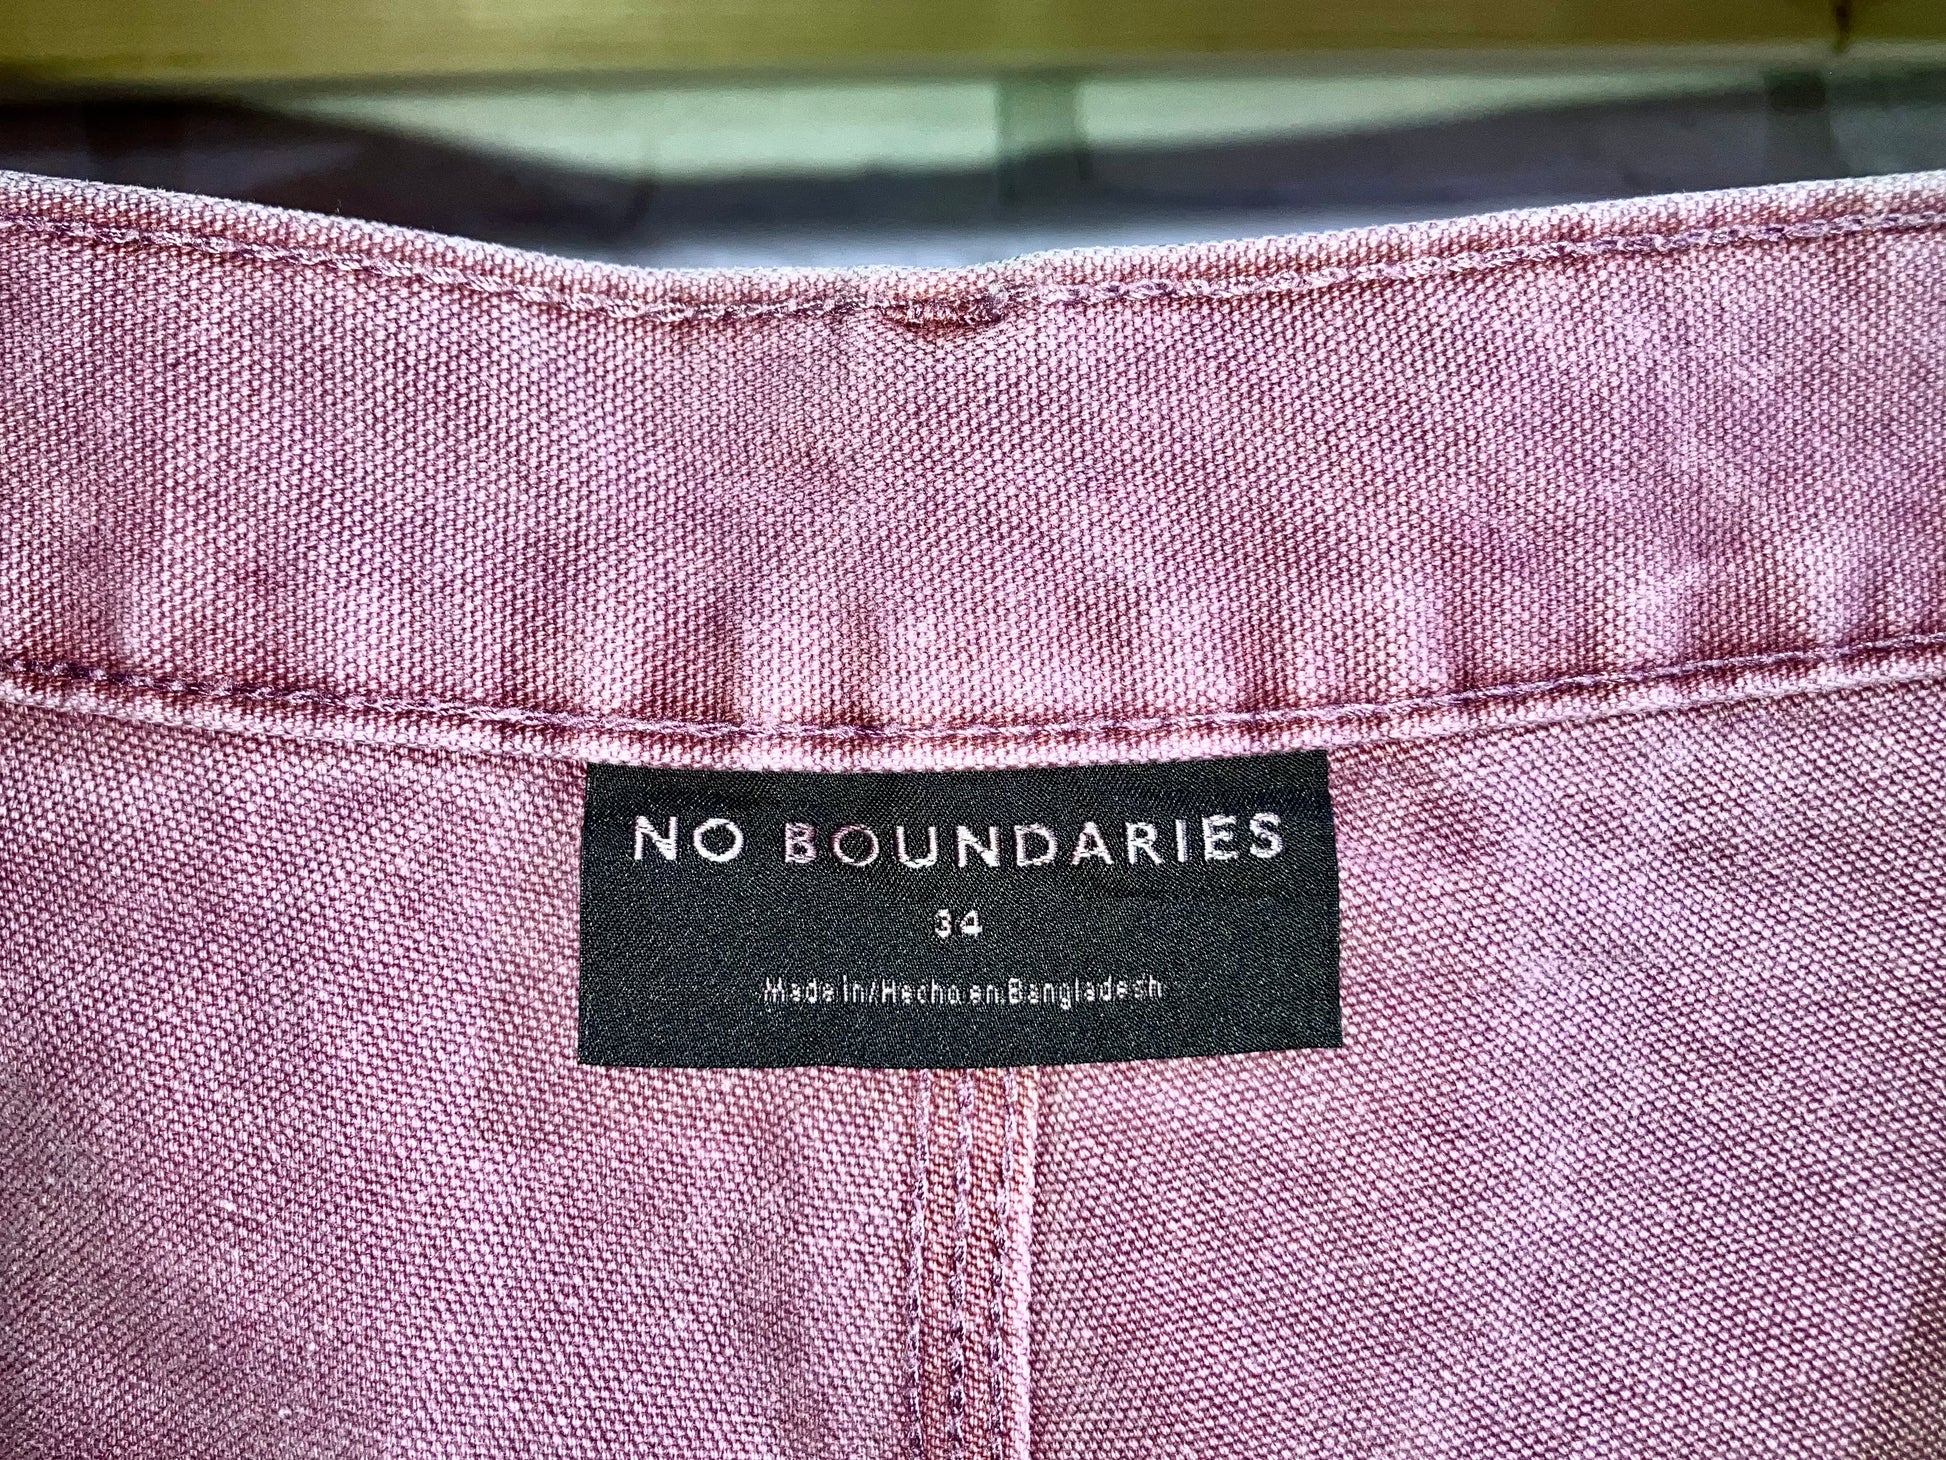 NO BOUNDARIES
34
Made In/Hecho en Bangladesh